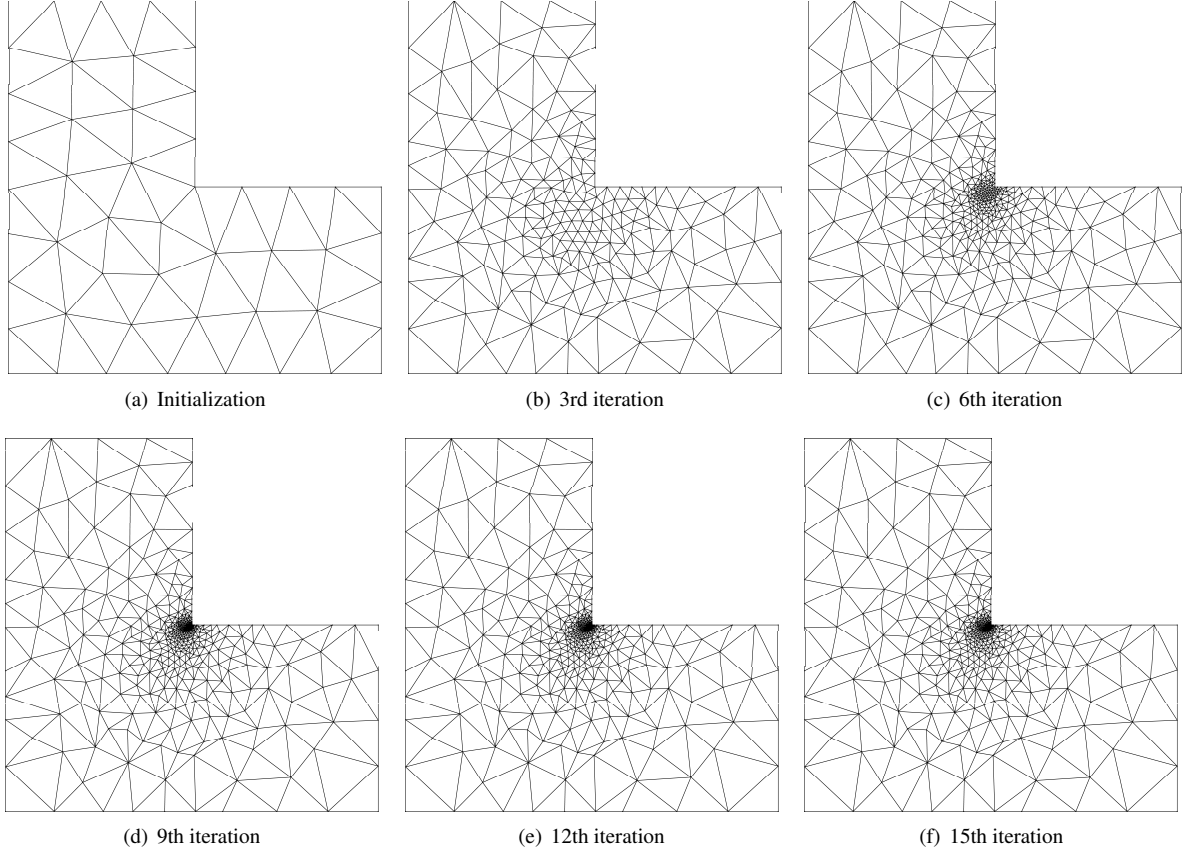 (a) Initialization
(b) 3rd iteration
(c) 6th iteration
(d) 9th iteration
(e) 12th iteration
(f) 15th iteration